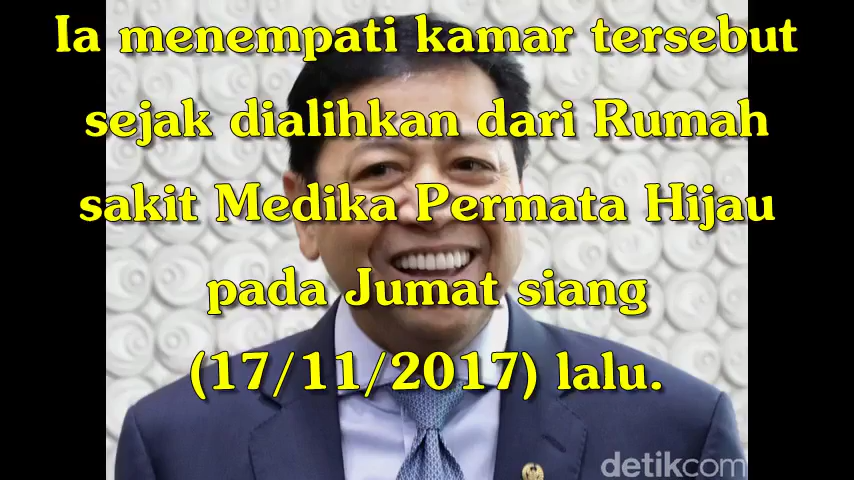 Ia menempati kamar tersebut
sejak dialihkan dari Rumah
sakit Medika Permata Hijau
pada Jumat siang
(17/11/2017) lalu.
detikcom